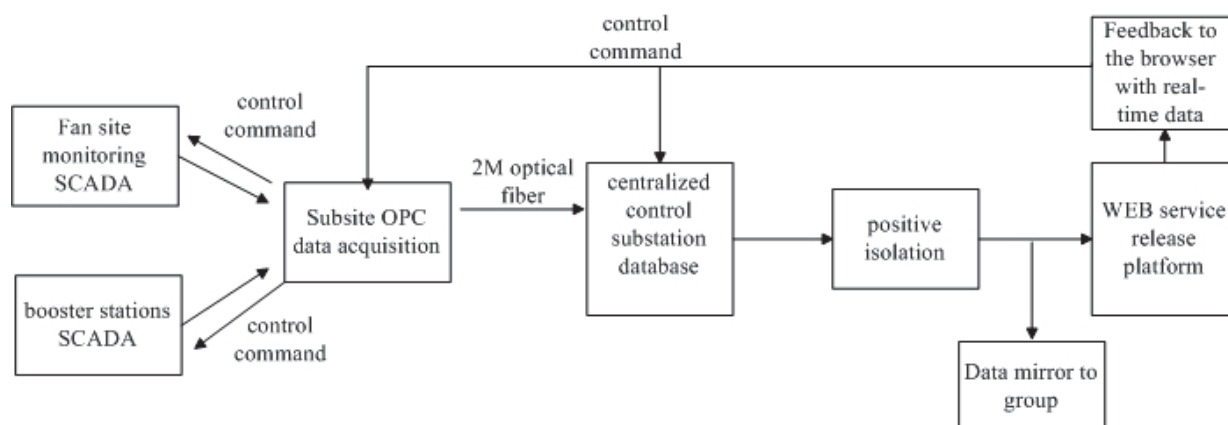 control
command
Feedback to
the browser
with real-
time data
control
command
Fan site
monitoring
SCADA
2M optical
fiber
Subsite OPC
data acquisition
centralized
control
substation
database
positive
isolation
WEB service
release
platform
booster stations
SCADA
control
command
Data mirror to
group